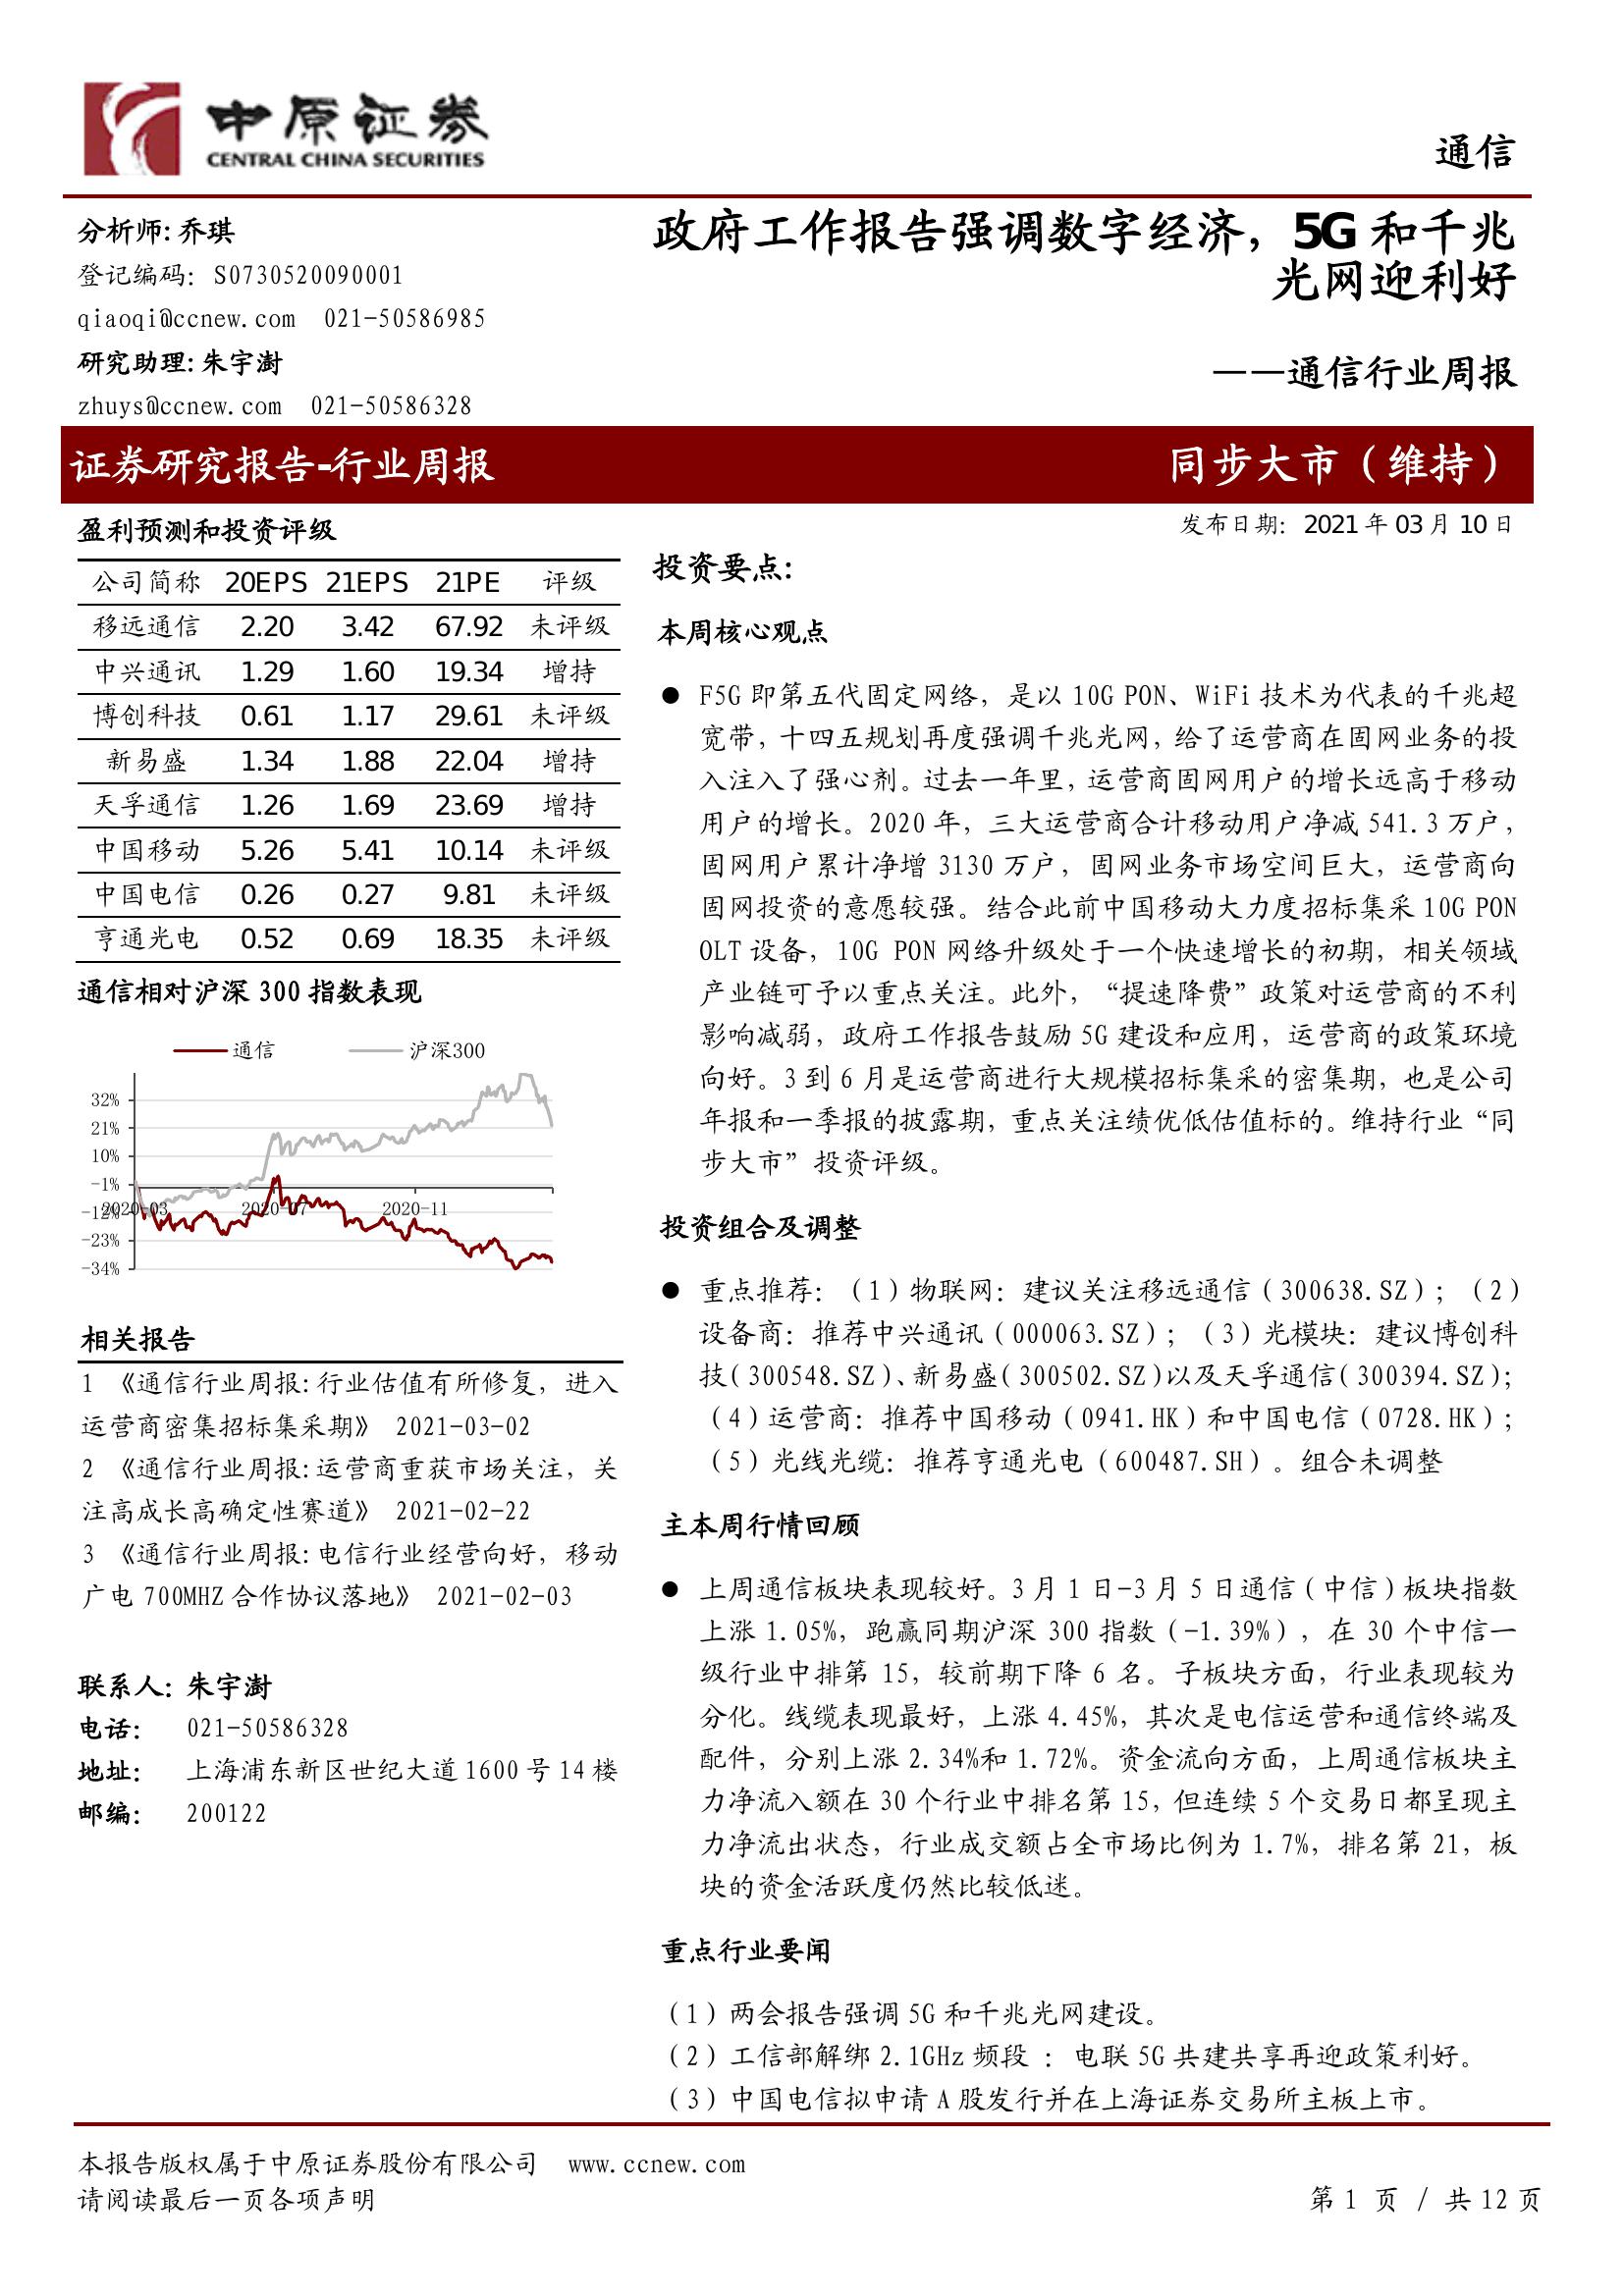 中原证券
CENTRAL CHINA SECURITIES
通信
分析师:乔琪
登记编码：S0730520090001
qiaoqi@ccnew.com 021-50586985
研究助理:朱宇澍
zhuys@ccnew.com 021-50586328
政府工作报告强调数字经济，5G 和千兆
光网迎利好
——通信行业周报
证券研究报告-行业周报
同步大市（维持）
盈利预测和投资评级
公司简称 20EPS 21EPS 21PE 评级
移远通信 2.20 3.42 67.92 未评级
中兴通讯 1.29 1.60 19.34 增持
博创科技 0.61 1.17 29.61 未评级
新易盛 1.34 1.88 22.04 增持
天孚通信 1.26 1.69 23.69 增持
中国移动 5.26 5.41 10.14 未评级
中国电信 0.26 0.27 9.81 未评级
亨通光电 0.52 0.69 18.35 未评级
通信相对沪深 300 指数表现
通信 沪深300
32%
21%
10%
-1%
-12%
-23%
-34%
2020-03 2020-07 2020-11
相关报告
1 《通信行业周报:行业估值有所修复，进入
运营商密集招标集采期》 2021-03-02
2 《通信行业周报:运营商重获市场关注，关
注高成长高确定性赛道》 2021-02-22
3 《通信行业周报:电信行业经营向好，移动
广电 700MHZ 合作协议落地》 2021-02-03
联系人： 朱宇澍
电话： 021-50586328
地址： 上海浦东新区世纪大道 1600 号 14 楼
邮编： 200122
发布日期：2021 年 03 月 10 日
投资要点:
本周核心观点
● F5G 即第五代固定网络，是以 10G PON、WiFi 技术为代表的千兆超
宽带，十四五规划再度强调千兆光网，给了运营商在固网业务的投
入注入了强心剂。过去一年里，运营商固网用户的增长远高于移动
用户的增长。2020 年，三大运营商合计移动用户净减 541.3 万户，
固网用户累计净增 3130 万户，固网业务市场空间巨大，运营商向
固网投资的意愿较强。结合此前中国移动大力度招标集采 10G PON
OLT 设备，10G PON 网络升级处于一个快速增长的初期，相关领域
产业链可予以重点关注。此外，“提速降费”政策对运营商的不利
影响减弱，政府工作报告鼓励 5G 建设和应用，运营商的政策环境
向好。3 到 6 月是运营商进行大规模招标集采的密集期，也是公司
年报和一季报的披露期，重点关注绩优低估值标的。维持行业“同
步大市”投资评级。
投资组合及调整
● 重点推荐：（1）物联网：建议关注移远通信（300638.SZ）；（2）
设备商：推荐中兴通讯（000063.SZ）；（3）光模块：建议博创科
技（300548.SZ）、新易盛（300502.SZ）以及天孚通信（300394.SZ）；
（4）运营商：推荐中国移动（0941.HK）和中国电信（0728.HK）；
（5）光线光缆：推荐亨通光电（600487.SH）。组合未调整
主本周行情回顾
● 上周通信板块表现较好。3 月 1 日-3 月 5 日通信（中信）板块指数
上涨 1.05%，跑赢同期沪深 300 指数（-1.39%），在 30 个中信一
级行业中排第 15，较前期下降 6 名。子板块方面，行业表现较为
分化。线缆表现最好，上涨 4.45%，其次是电信运营和通信终端及
配件，分别上涨 2.34%和 1.72%。资金流向方面，上周通信板块主
力净流入额在 30 个行业中排名第 15，但连续 5 个交易日都呈现主
力净流出状态，行业成交额占全市场比例为 1.7%，排名第 21，板
块的资金活跃度仍然比较低迷。
重点行业要闻
（1）两会报告强调 5G 和千兆光网建设。
（2）工信部解绑 2.1GHz 频段 ：电联 5G 共建共享再迎政策利好。
（3）中国电信拟申请 A 股发行并在上海证券交易所主板上市。
本报告版权属于中原证券股份有限公司 www.ccnew.com
请阅读最后一页各项声明
第 1 页 / 共 12 页